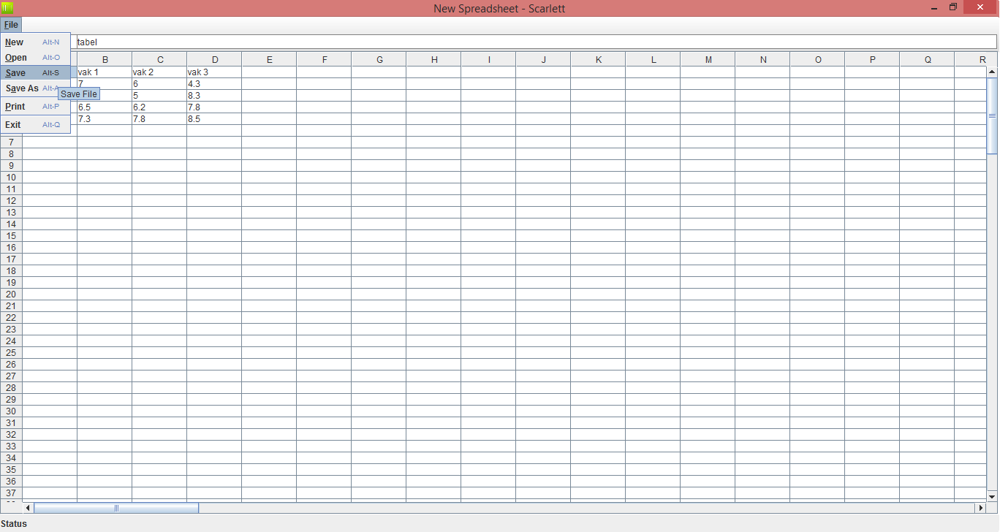 New Spreadsheet - Scarlett
File
tabel
New Alt-N
Open Alt-O
Save Alt-S
Save As Alt-A
Save File
Print Alt-P
Exit Alt-Q
B C D E F G H I J K L M N O P Q R
vak 1 vak 2 vak 3
7 6 4.3
5 8.3
6.5 6.2 7.8
7.3 7.8 8.5
7
8
9
10
11
12
13
14
15
16
17
18
19
20
21
22
23
24
25
26
27
28
29
30
31
32
33
34
35
36
37
Status